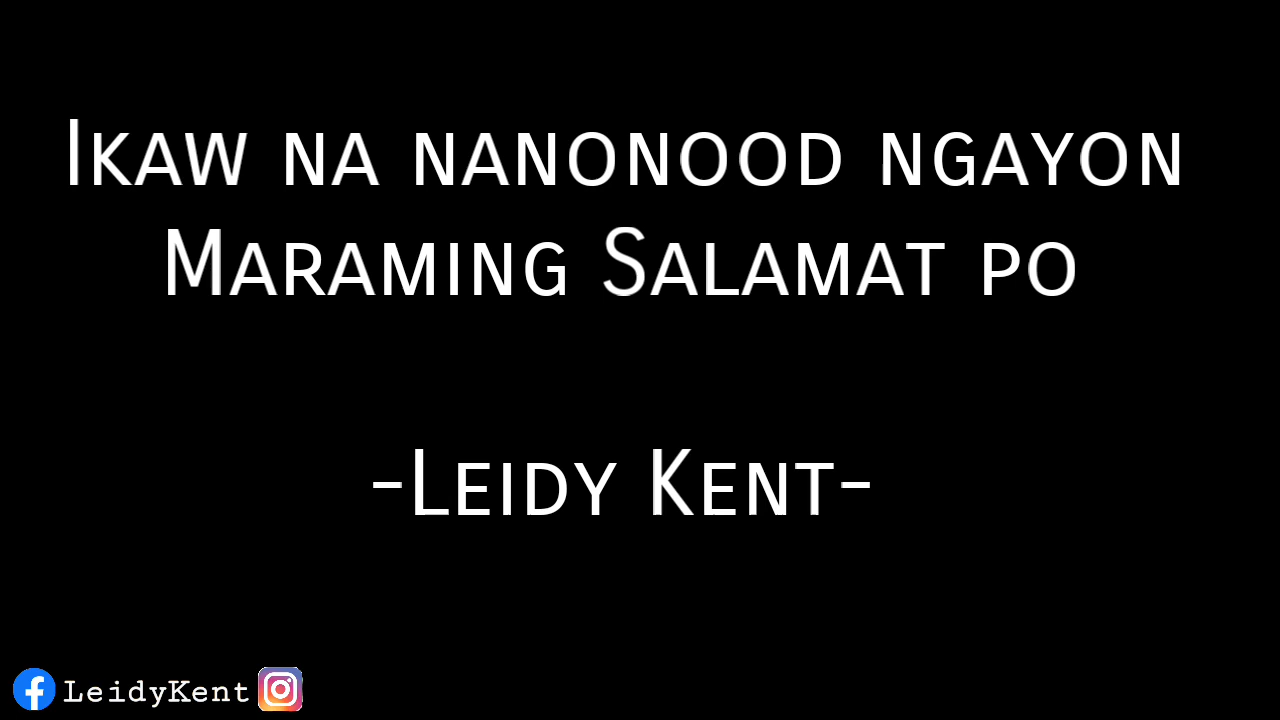 Ikaw na nanonood ngayon
Maraming Salamat po
-Leidy Kent-
LeidyKent